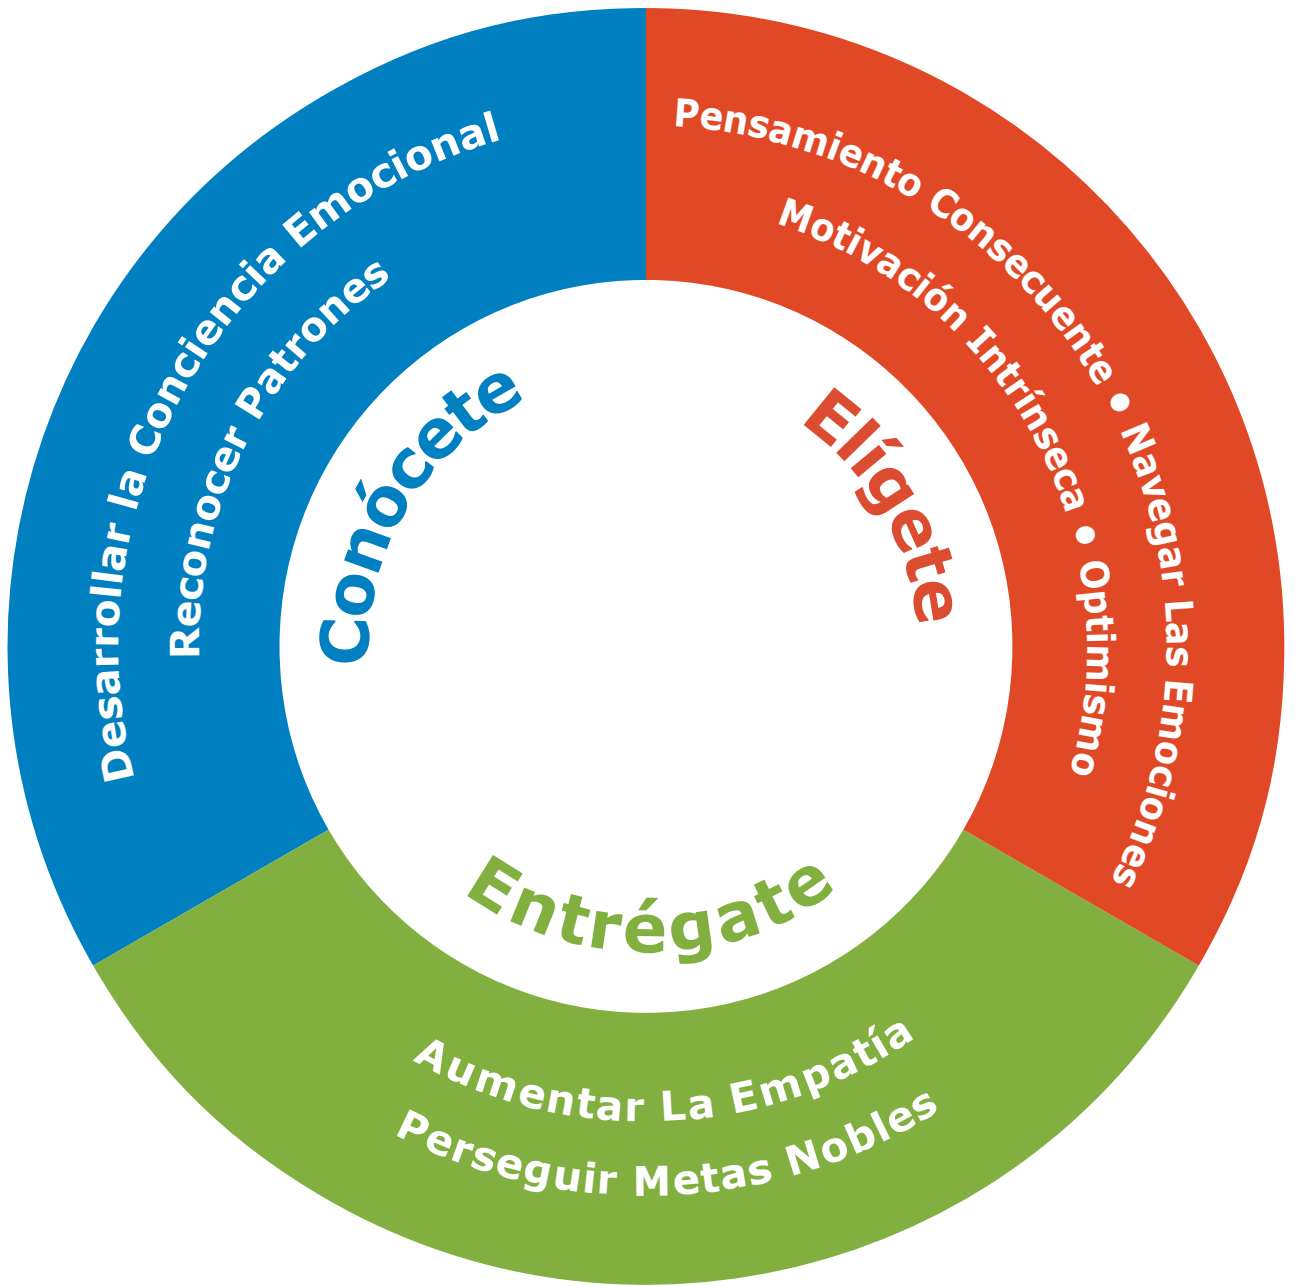 Desarrollar la Conciencia Emocional
Reconocer Patrones
Conócete
Pensamiento Consecuente • Navegar Las Emociones
Motivación Intrínseca • Optimismo
Elígete
Entrégate
Aumentar La Empatía
Perseguir Metas Nobles